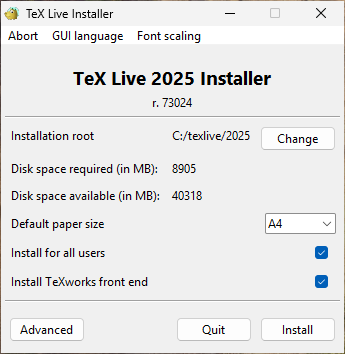 TeX Live Installer
Abort GUI language Font scaling
TeX Live 2025 Installer
r. 73024
Installation root C:/texlive/2025 Change
Disk space required (in MB): 8905
Disk space available (in MB): 40318
Default paper size A4
Install for all users
Install TeXworks front end
Advanced Quit Install